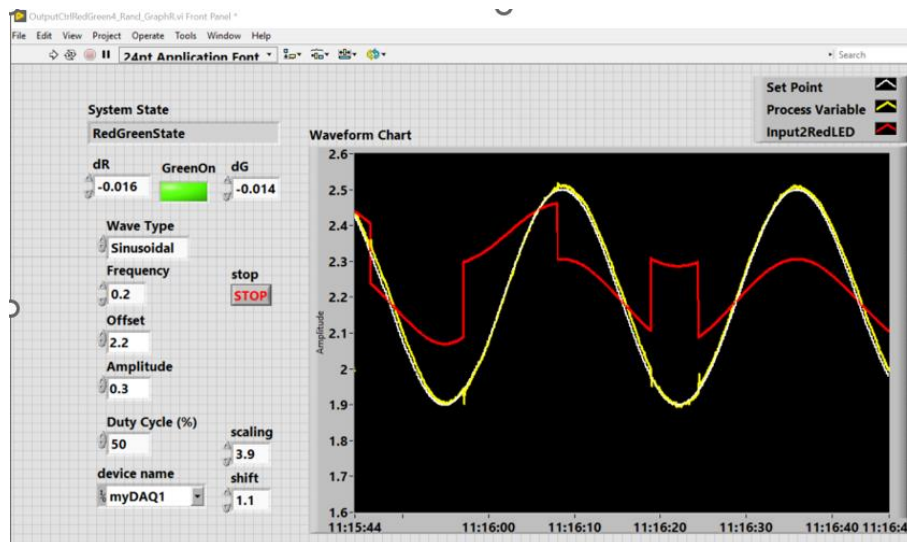 OutputCtrlRedGreen4_Rand_GraphR.vi Front Panel *
File Edit View Project Operate Tools Window Help
24pt Application Font
Search
Set Point
Process Variable
Input2RedLED
System State
RedGreenState
Waveform Chart
dR GreenOn dG
-0.016 -0.014
Wave Type
Sinusoidal
Frequency stop
0.2 STOP
Offset
2.2
Amplitude
0.3
Duty Cycle (%)
50
scaling
3.9
device name shift
myDAQ1 1.1
Amplitude
2.6
2.5
2.4
2.3
2.2
2.1
2
1.9
1.8
1.7
1.6
11:15:44 11:16:00 11:16:10 11:16:20 11:16:30 11:16:40 11:16:4